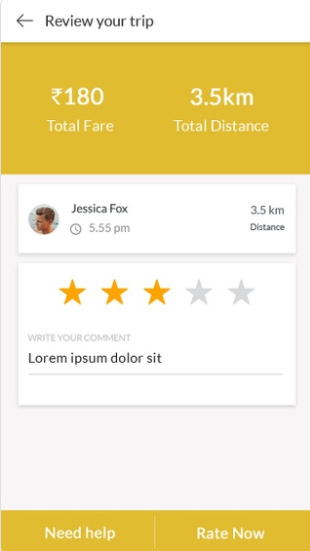 Review your trip
₹180
3.5km
Total Fare
Total Distance
Jessica Fox
3.5 km
5.55 pm
Distance
WRITE YOUR COMMENT
Lorem ipsum dolor sit
Need help
Rate Now